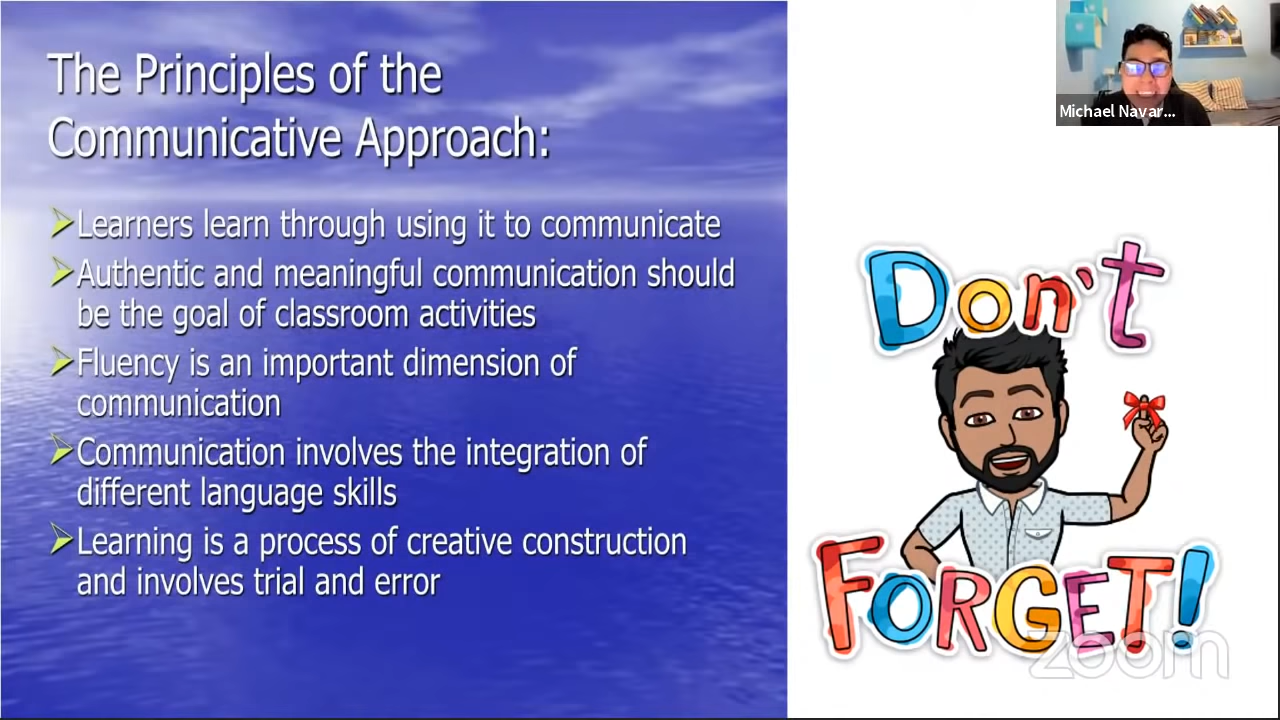 The Principles of the
Communicative Approach:
Learners learn through using it to communicate
Authentic and meaningful communication should
be the goal of classroom activities
Fluency is an important dimension of
communication
Communication involves the integration of
different language skills
Learning is a process of creative construction
and involves trial and error
Michael Navar...
Don't
FORGET!
zoom